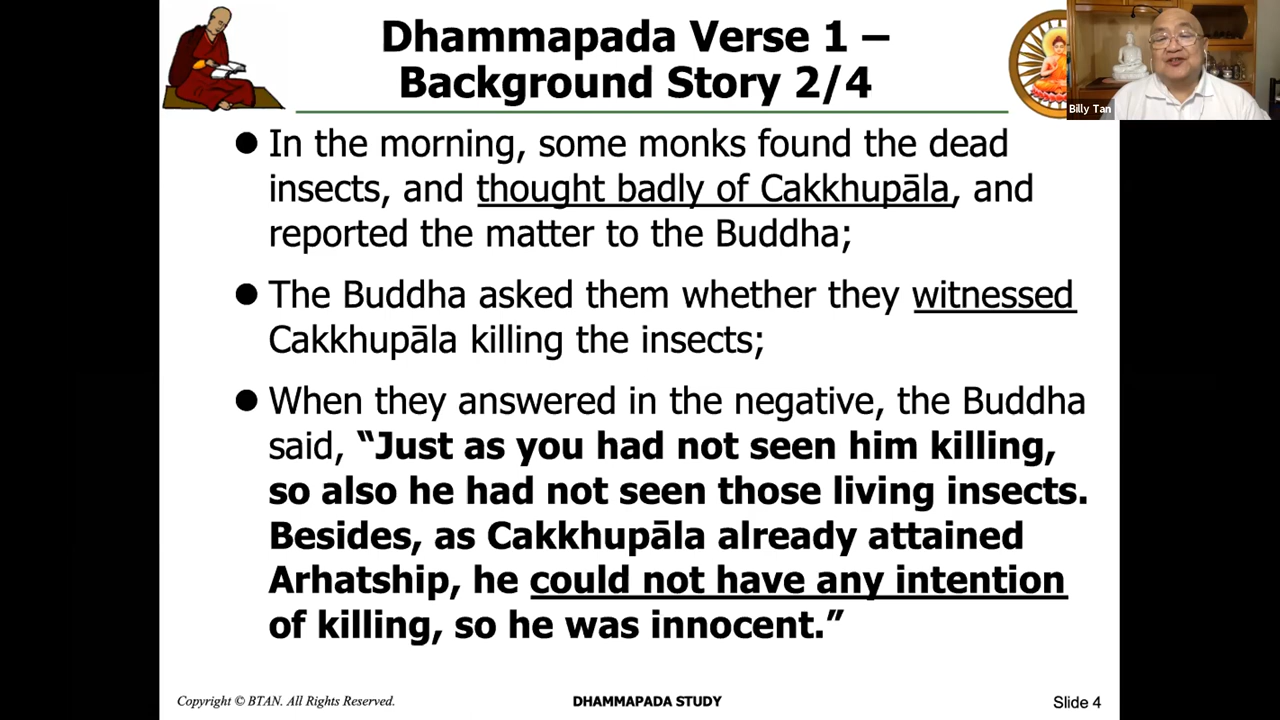 Dhammapada Verse 1 –
Background Story 2/4
Billy Tan
● In the morning, some monks found the dead
insects, and thought badly of Cakkhupāla, and
reported the matter to the Buddha;
● The Buddha asked them whether they witnessed
Cakkhupāla killing the insects;
● When they answered in the negative, the Buddha
said, “Just as you had not seen him killing,
so also he had not seen those living insects.
Besides, as Cakkhupāla already attained
Arhatship, he could not have any intention
of killing, so he was innocent.”
Copyright © BTAN. All Rights Reserved.
DHAMMAPADA STUDY
Slide 4